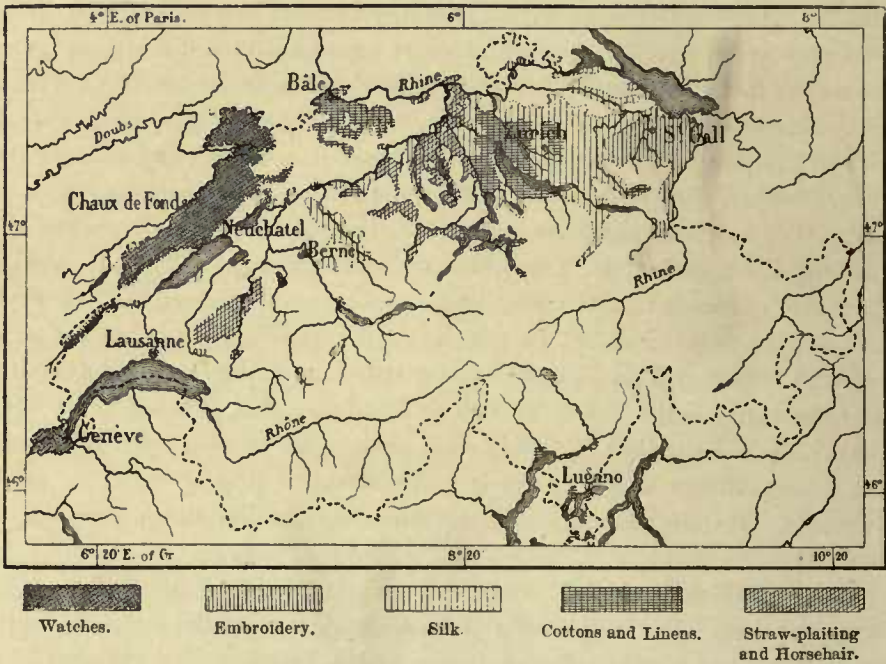 4° E. of Paris.
6°
8°
Bâle
Rhine
Doubs
Zurich
St Gall
Chaux de Fonds
47°
Neuchatel
47°
Berne
Rhine
Lausanne
Rhône
Genève
Lugano
46°
46°
6° 20' E. of Gr
8° 20'
10° 20
Watches.
Embroidery.
Silk.
Cottons and Linens.
Straw-plaiting
and Horsehair.